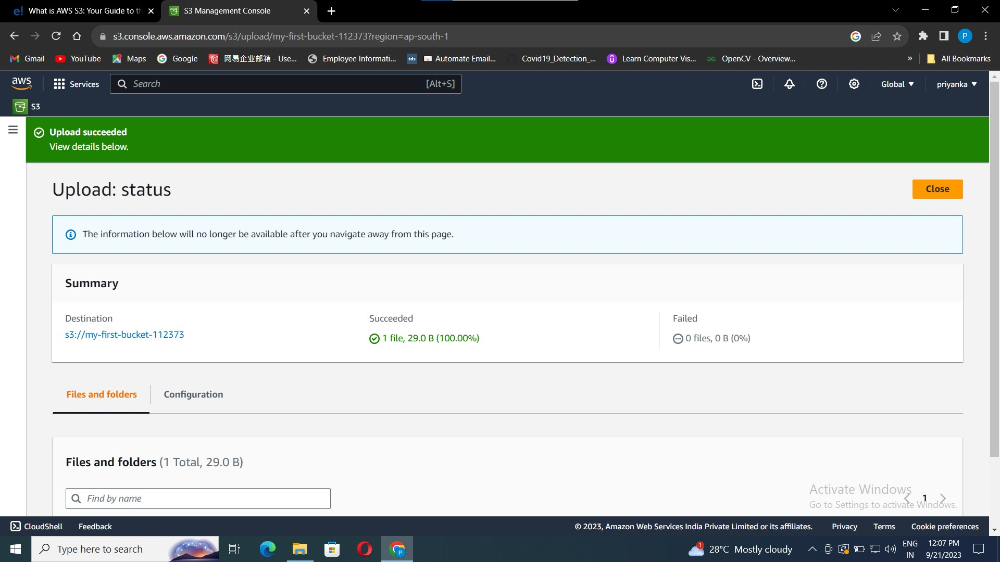 What is AWS S3: Your Guide to th
S3 Management Console
s3.console.aws.amazon.com/s3/upload/my-first-bucket-112373?region=ap-south-1
P
Gmail
YouTube
Maps
Google
网易企业邮箱 - Use...
Employee Informati...
tds
Automate Email...
Covid19_Detection_...
Learn Computer Vis...
OpenCV - Overview...
»
All Bookmarks
aws
Services
Search
[Alt+S]
Global
priyanka
S3
Upload succeeded
View details below.
Upload: status
Close
The information below will no longer be available after you navigate away from this page.
Summary
Destination
Succeeded
Failed
s3://my-first-bucket-112373
1 file, 29.0 B (100.00%)
0 files, 0 B (0%)
Files and folders
Configuration
Files and folders (1 Total, 29.0 B)
Find by name
1
Activate Windows
Go to Settings to activate Windows.
CloudShell
Feedback
© 2023, Amazon Web Services India Private Limited or its affiliates.
Privacy
Terms
Cookie preferences
Type here to search
1
28°C Mostly cloudy
ENG
IN
12:07 PM
9/21/2023